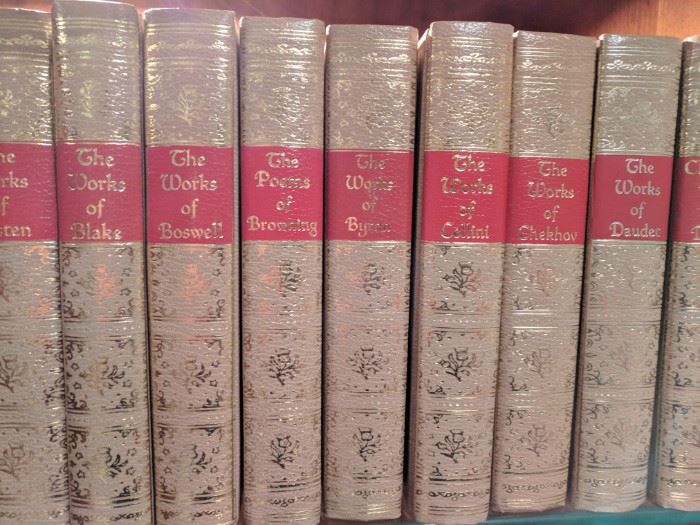 The
Works
of
Blake
The
Works
of
Boswell
The
Poems
of
Browning
The
Works
of
Byron
The
Works
of
Cellini
The
Works
of
Chekhov
The
Works
of
Daudet